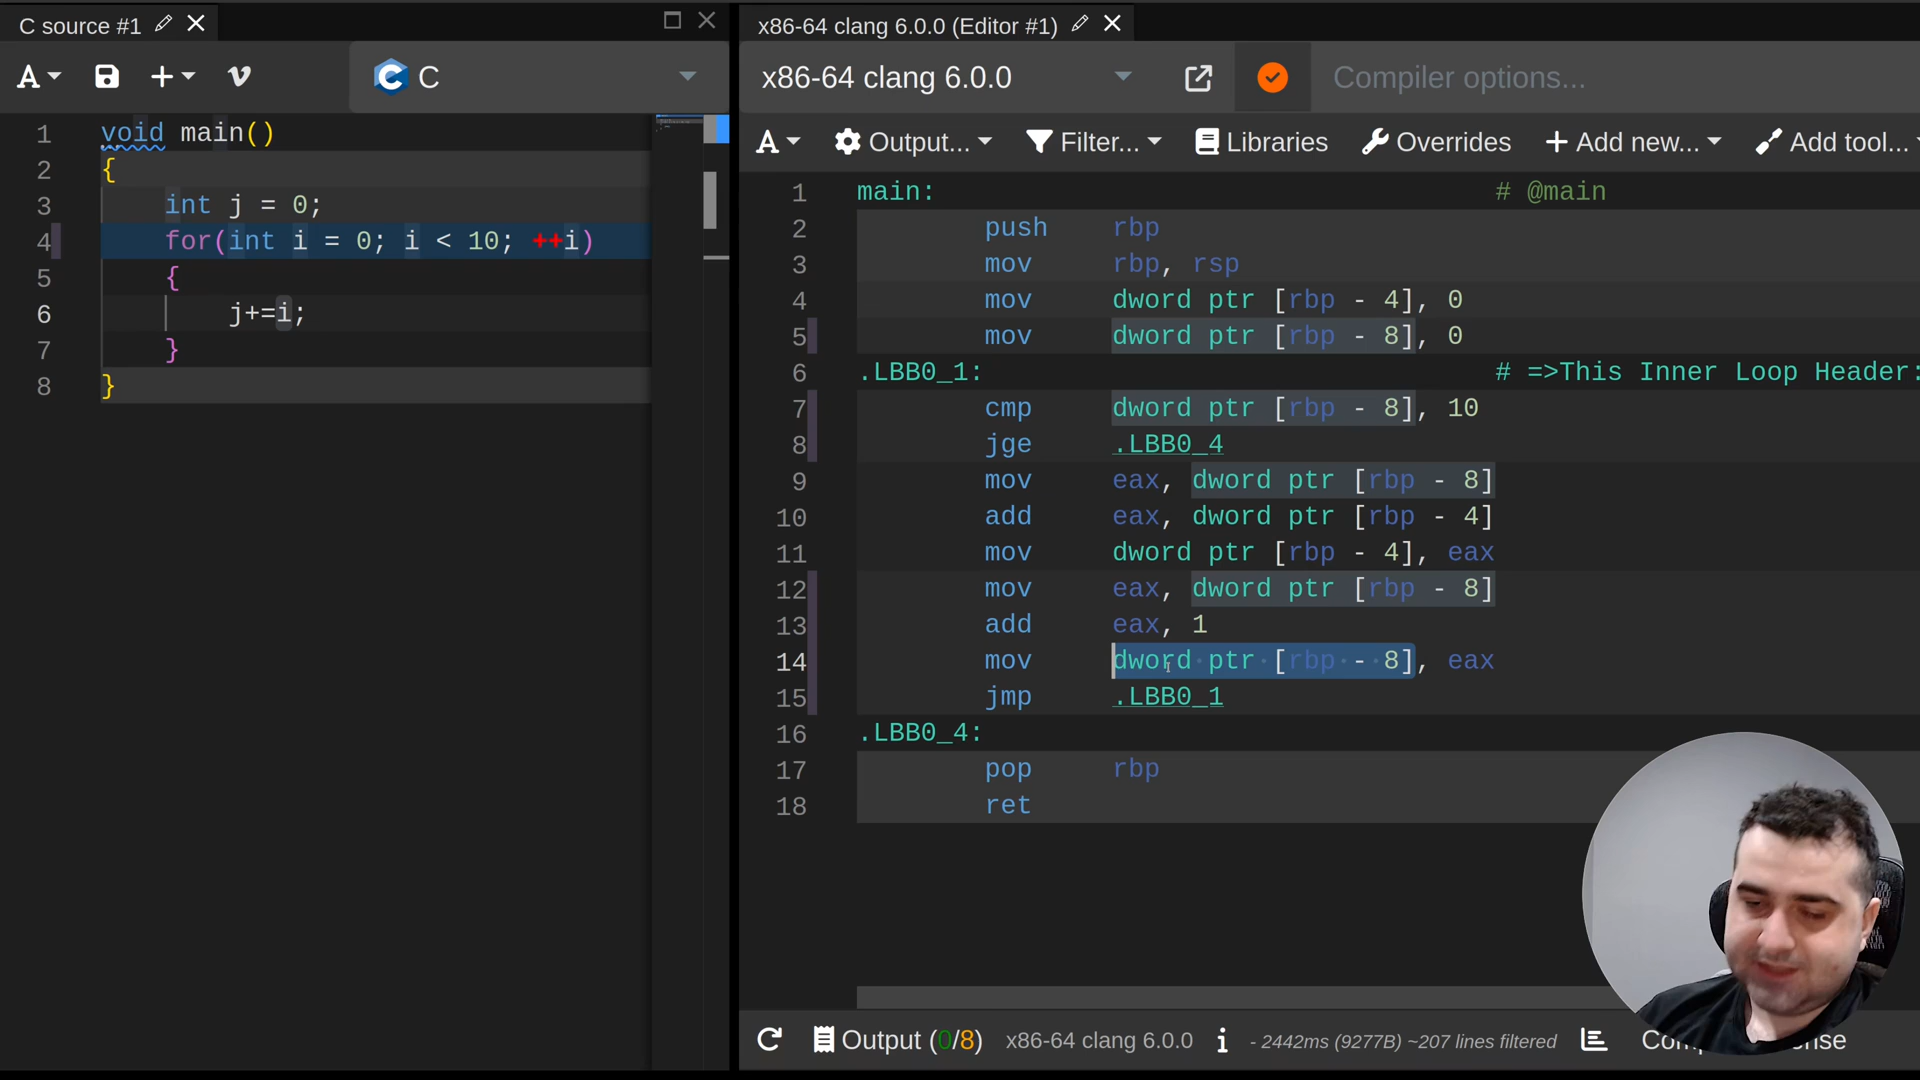 C source #1
x86-64 clang 6.0.0 (Editor #1)
A
C
x86-64 clang 6.0.0
Compiler options...
A
Output...
Filter...
Libraries
Overrides
Add new...
Add tool...
1 void main()
2 {
3 int j = 0;
4 for(int i = 0; i < 10; ++i)
5 {
6 j+=i;
7 }
8 }
1 main: # @main
2 push rbp
3 mov rbp, rsp
4 mov dword ptr [rbp - 4], 0
5 mov dword ptr [rbp - 8], 0
6 .LBB0_1: # =>This Inner Loop Header:
7 cmp dword ptr [rbp - 8], 10
8 jge .LBB0_4
9 mov eax, dword ptr [rbp - 8]
10 add eax, dword ptr [rbp - 4]
11 mov dword ptr [rbp - 4], eax
12 mov eax, dword ptr [rbp - 8]
13 add eax, 1
14 mov dword ptr [rbp - 8], eax
15 jmp .LBB0_1
16 .LBB0_4:
17 pop rbp
18 ret
Output (0/8) x86-64 clang 6.0.0 i - 2442ms (9277B) ~207 lines filtered